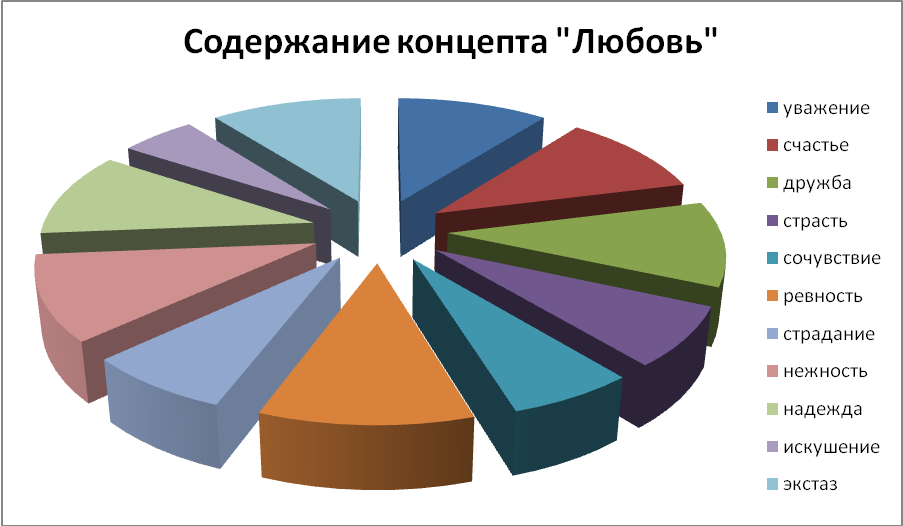 Содержание концепта "Любовь"
уважение
счастье
дружба
страсть
сочувствие
ревность
страдание
нежность
надежда
искушение
экстаз